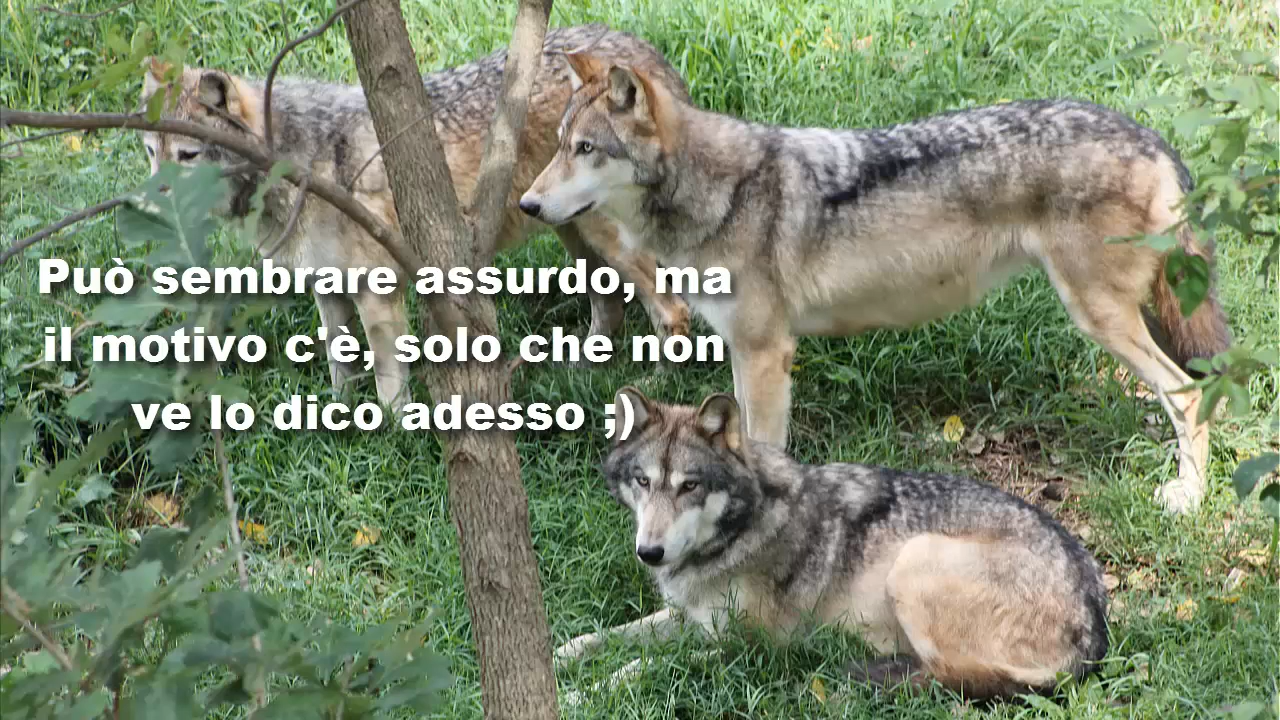 Può sembrare assurdo, ma
il motivo c'è, solo che non
ve lo dico adesso ;)